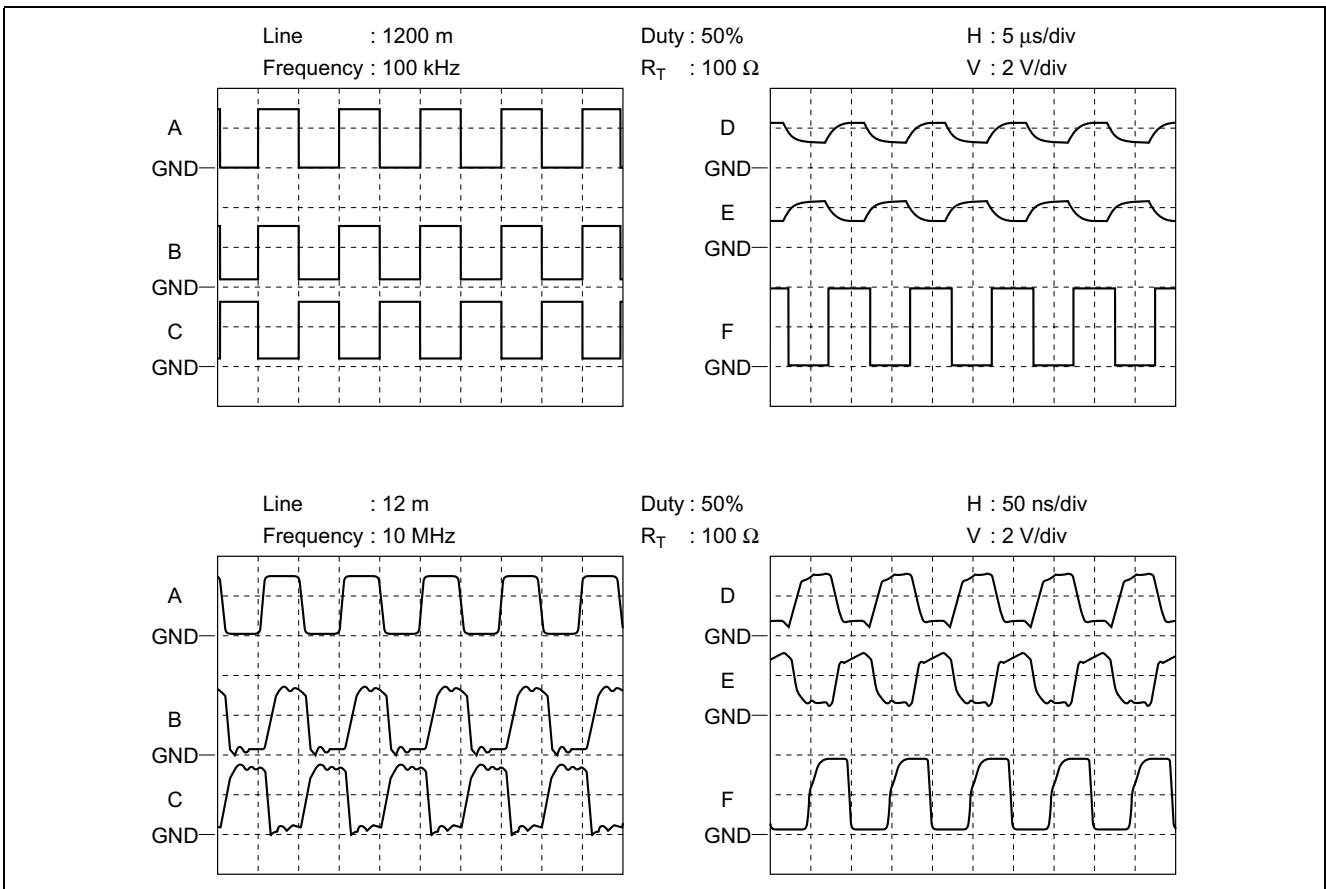 Line : 1200 m Duty : 50% H : 5 μs/div
Frequency : 100 kHz R_T : 100 Ω V : 2 V/div
A
GND
B
GND
C
GND
D
GND
E
GND
F
GND
Line : 12 m Duty : 50% H : 50 ns/div
Frequency : 10 MHz R_T : 100 Ω V : 2 V/div
A
GND
B
GND
C
GND
D
GND
E
GND
F
GND